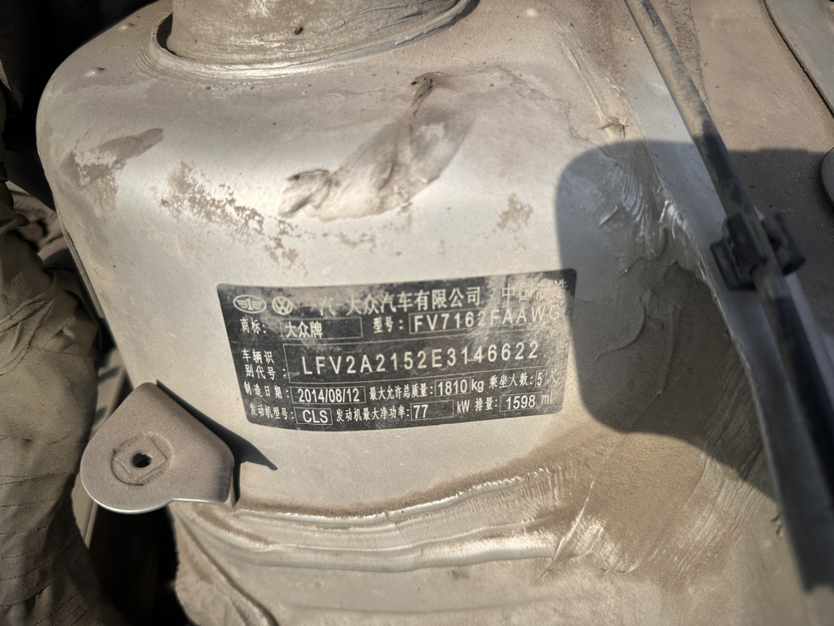 一汽-大众汽车有限公司 中国制造
商标: 大众牌 型号: FV7162FAAWG
车辆识别代号: LFV2A2152E3146622
制造日期: 2014/08/12 最大允许总质量: 1810 kg 乘坐人数: 5 人
发动机型号: CLS 发动机最大净功率: 77 kW 排量: 1598 ml